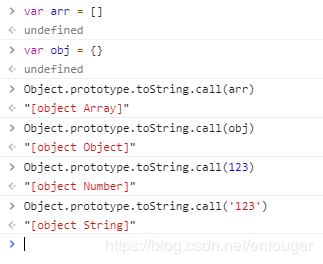 > var arr = []
< undefined
> var obj = {}
< undefined
> Object.prototype.toString.call(arr)
< "[object Array]"
> Object.prototype.toString.call(obj)
< "[object Object]"
> Object.prototype.toString.call(123)
< "[object Number]"
> Object.prototype.toString.call('123')
< "[object String]"
>
https://blog.csdn.net/entouger